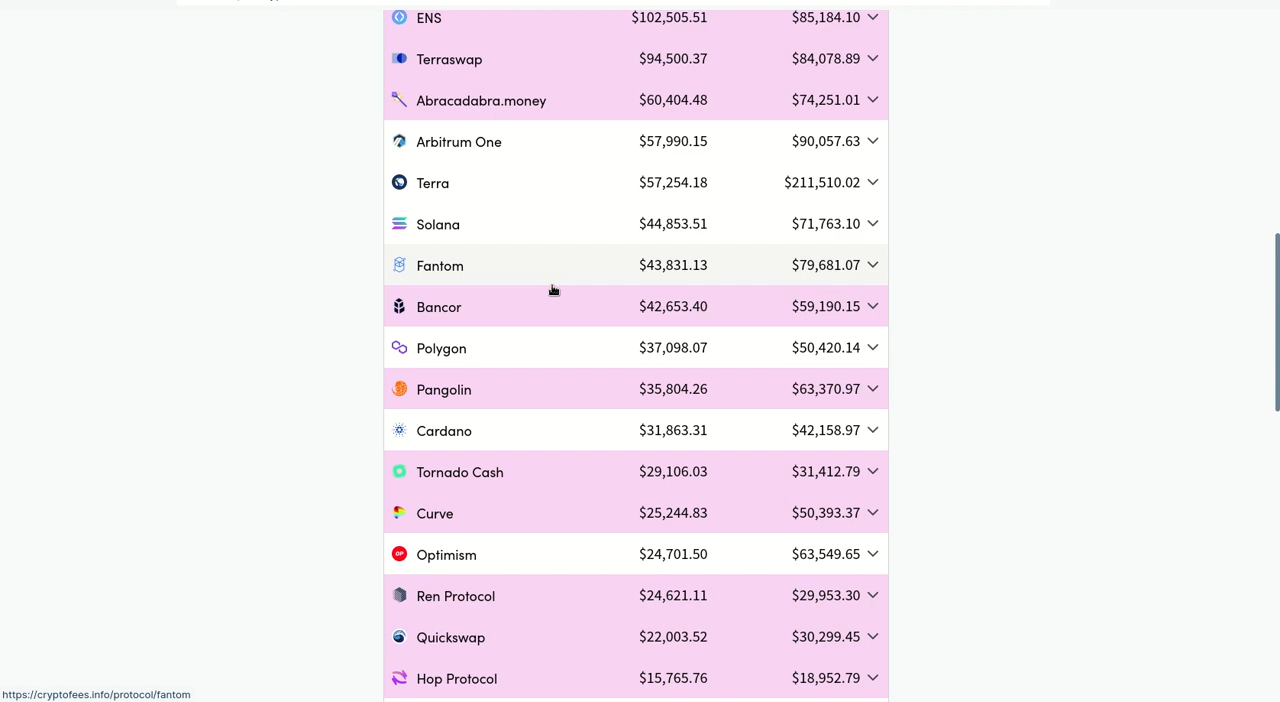 ENS $102,505.51 $85,184.10
Terraswap $94,500.37 $84,078.89
Abracadabra.money $60,404.48 $74,251.01
Arbitrum One $57,990.15 $90,057.63
Terra $57,254.18 $211,510.02
Solana $44,853.51 $71,763.10
Fantom $43,831.13 $79,681.07
Bancor $42,653.40 $59,190.15
Polygon $37,098.07 $50,420.14
Pangolin $35,804.26 $63,370.97
Cardano $31,863.31 $42,158.97
Tornado Cash $29,106.03 $31,412.79
Curve $25,244.83 $50,393.37
OP Optimism $24,701.50 $63,549.65
Ren Protocol $24,621.11 $29,953.30
Quickswap $22,003.52 $30,299.45
Hop Protocol $15,765.76 $18,952.79
https://cryptofees.info/protocol/fantom